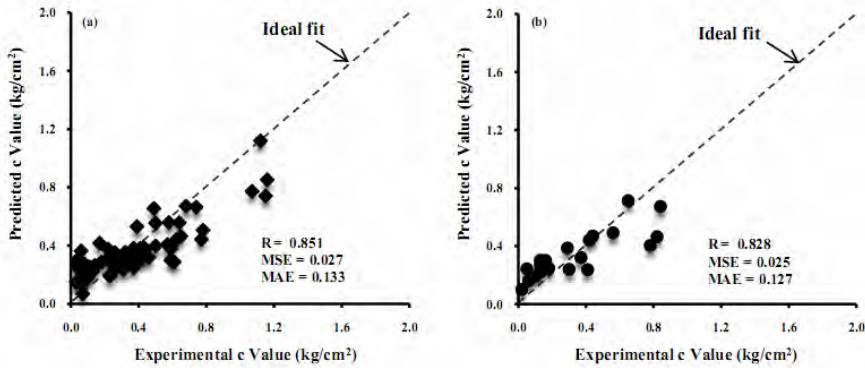 (a)
Ideal fit
Predicted c Value (kg/cm²)
2.0
1.6
1.2
0.8
0.4
0.0
R = 0.851
MSE = 0.027
MAE = 0.133
0.0 0.4 0.8 1.2 1.6 2.0
Experimental c Value (kg/cm²)
(b)
Ideal fit
Predicted c Value (kg/cm²)
2.0
1.6
1.2
0.8
0.4
0.0
R= 0.828
MSE = 0.025
MAE = 0.127
0.0 0.4 0.8 1.2 1.6 2.0
Experimental c Value (kg/cm²)